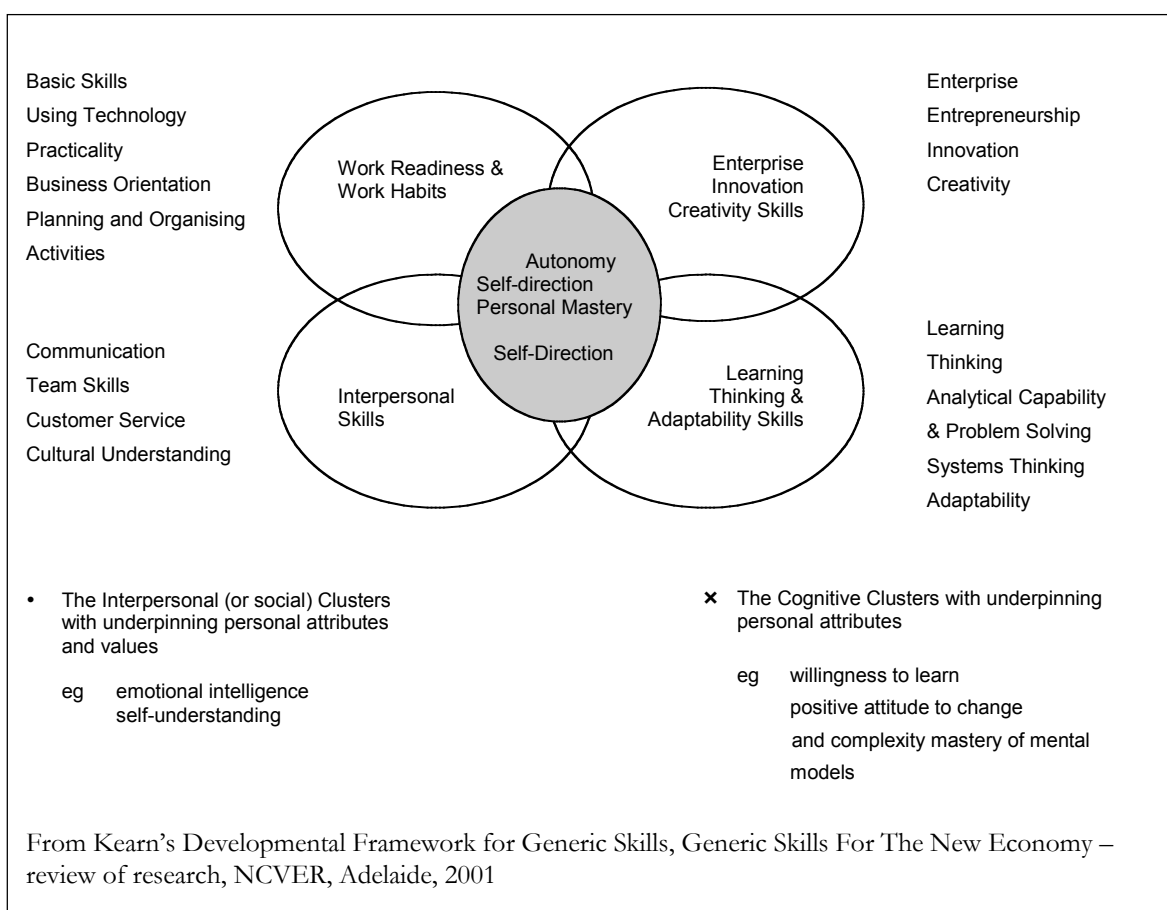 Basic Skills
Using Technology
Practicality
Business Orientation
Planning and Organising
Activities
Communication
Team Skills
Customer Service
Cultural Understanding
Work Readiness &
Work Habits
Enterprise
Innovation
Creativity Skills
Autonomy
Self-direction
Personal Mastery
Self-Direction
Interpersonal
Skills
Learning
Thinking &
Adaptability Skills
Enterprise
Entrepreneurship
Innovation
Creativity
Learning
Thinking
Analytical Capability
& Problem Solving
Systems Thinking
Adaptability
• The Interpersonal (or social) Clusters
with underpinning personal attributes
and values
eg emotional intelligence
self-understanding
× The Cognitive Clusters with underpinning
personal attributes
eg willingness to learn
positive attitude to change
and complexity mastery of mental
models
From Kearn’s Developmental Framework for Generic Skills, Generic Skills For The New Economy –
review of research, NCVER, Adelaide, 2001